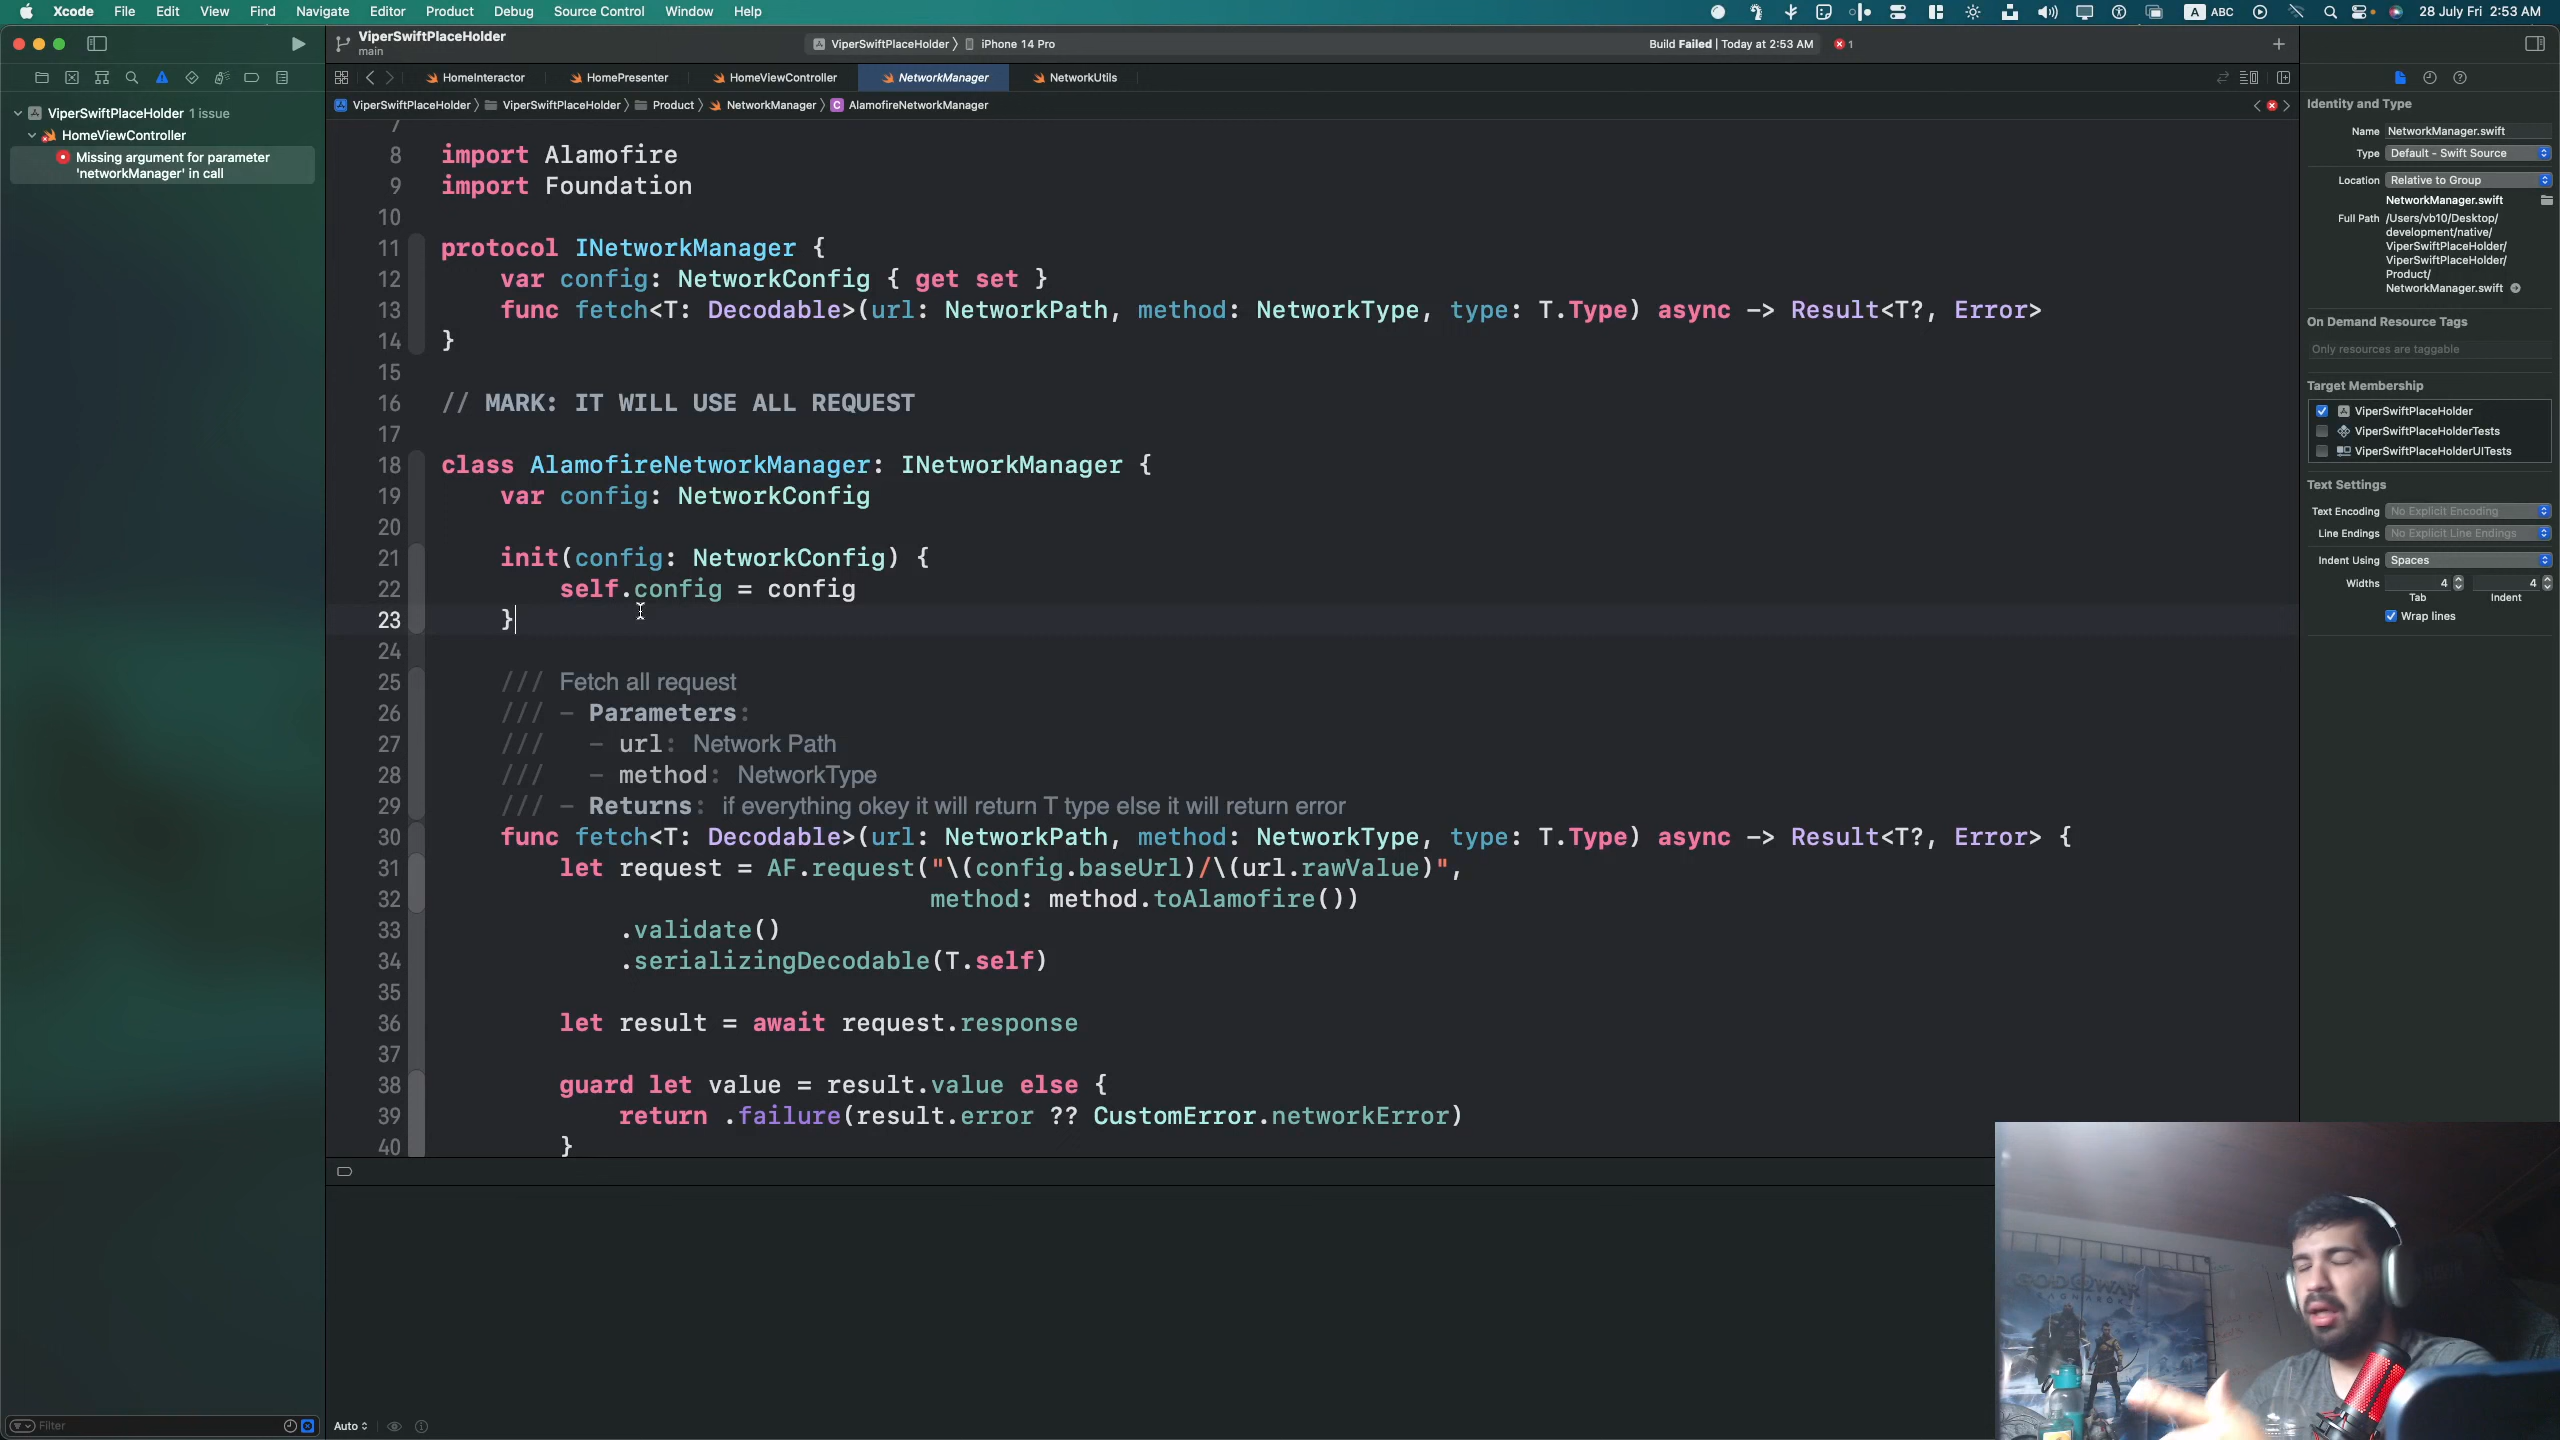 Xcode File Edit View Find Navigate Editor Product Debug Source Control Window Help
ABC 28 July Fri 2:53 AM
ViperSwiftPlaceHolder
main
ViperSwiftPlaceHolder iPhone 14 Pro
Build Failed | Today at 2:53 AM 1
HomeInteractor HomePresenter HomeViewController NetworkManager NetworkUtils
ViperSwiftPlaceHolder ViperSwiftPlaceHolder Product NetworkManager C AlamofireNetworkManager
ViperSwiftPlaceHolder 1 issue
HomeViewController
Missing argument for parameter
'networkManager' in call
7
8 import Alamofire
9 import Foundation
10
11 protocol INetworkManager {
12 var config: NetworkConfig { get set }
13 func fetch<T: Decodable>(url: NetworkPath, method: NetworkType, type: T.Type) async -> Result<T?, Error>
14 }
15
16 // MARK: IT WILL USE ALL REQUEST
17
18 class AlamofireNetworkManager: INetworkManager {
19 var config: NetworkConfig
20
21 init(config: NetworkConfig) {
22 self.config = config
23 }
24
25 /// Fetch all request
26 /// - Parameters:
27 /// - url: Network Path
28 /// - method: NetworkType
29 /// - Returns: if everything okey it will return T type else it will return error
30 func fetch<T: Decodable>(url: NetworkPath, method: NetworkType, type: T.Type) async -> Result<T?, Error> {
31 let request = AF.request("\(config.baseUrl)/\(url.rawValue)",
32 method: method.toAlamofire())
33 .validate()
34 .serializingDecodable(T.self)
35
36 let result = await request.response
37
38 guard let value = result.value else {
39 return .failure(result.error ?? CustomError.networkError)
40 }
Identity and Type
Name NetworkManager.swift
Type Default - Swift Source
Location Relative to Group
NetworkManager.swift
Full Path /Users/vb10/Desktop/
development/native/
ViperSwiftPlaceHolder/
ViperSwiftPlaceHolder/
Product/
NetworkManager.swift
On Demand Resource Tags
Only resources are taggable
Target Membership
ViperSwiftPlaceHolder
ViperSwiftPlaceHolderTests
ViperSwiftPlaceHolderUITests
Text Settings
Text Encoding No Explicit Encoding
Line Endings No Explicit Line Endings
Indent Using Spaces
Widths 4 4
Tab Indent
Wrap lines
GOD OF WAR
RAGNARÖK
Filter
Auto